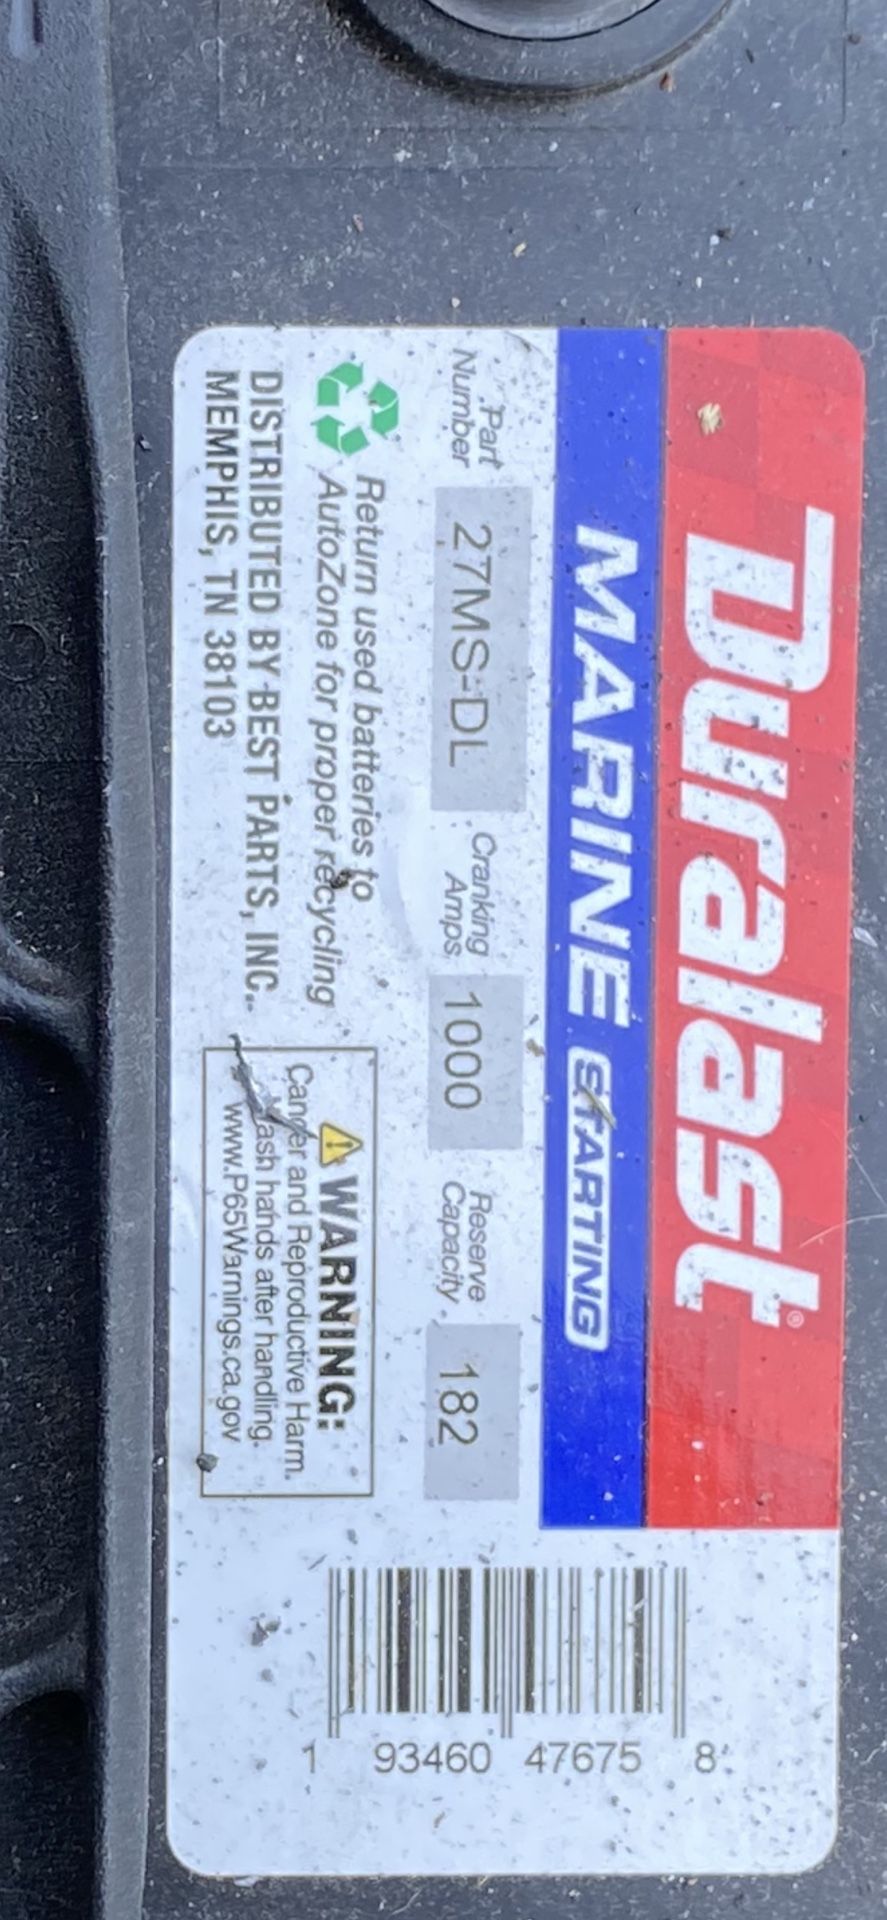 Duralast®
MARINE STARTING
Part Number 27MS-DL Cranking Amps 1000 Reserve Capacity 182
Return used batteries to
AutoZone for proper recycling
DISTRIBUTED BY BEST PARTS, INC.
MEMPHIS, TN 38103
WARNING:
Cancer and Reproductive Harm.
hands after handling.
www.P65Warnings.ca.gov
1 93460 47675 8